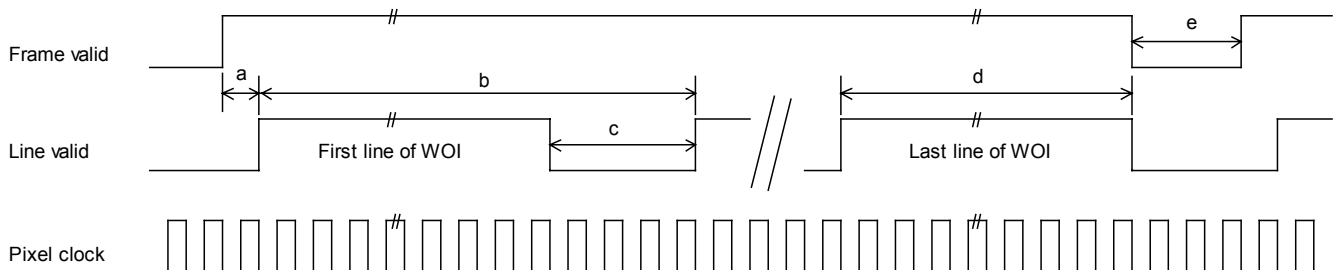 Frame valid
e
a
b
d
c
Line valid
First line of WOI
Last line of WOI
Pixel clock